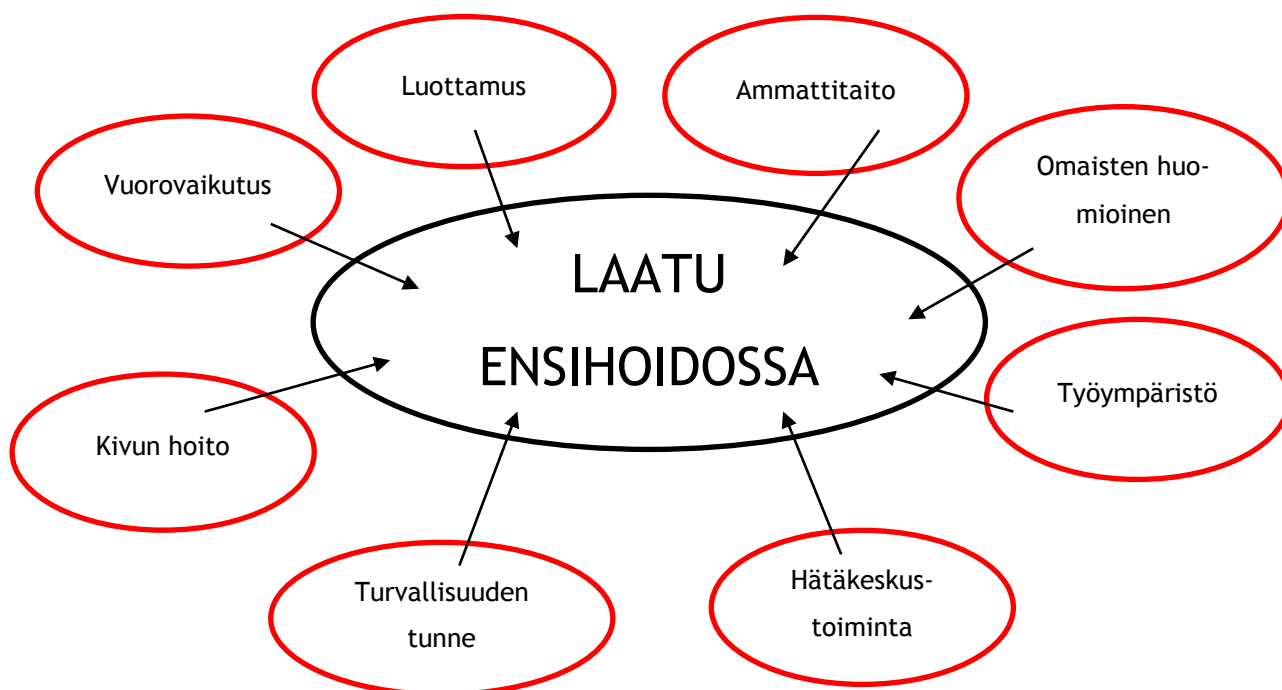 Luottamus
Ammattitaito
Vuorovaikutus
Omaisten huo-
mioinen
LAATU
ENSIHOIDOSSA
Työympäristö
Kivun hoito
Turvallisuuden
tunne
Hätäkeskus-
toiminta